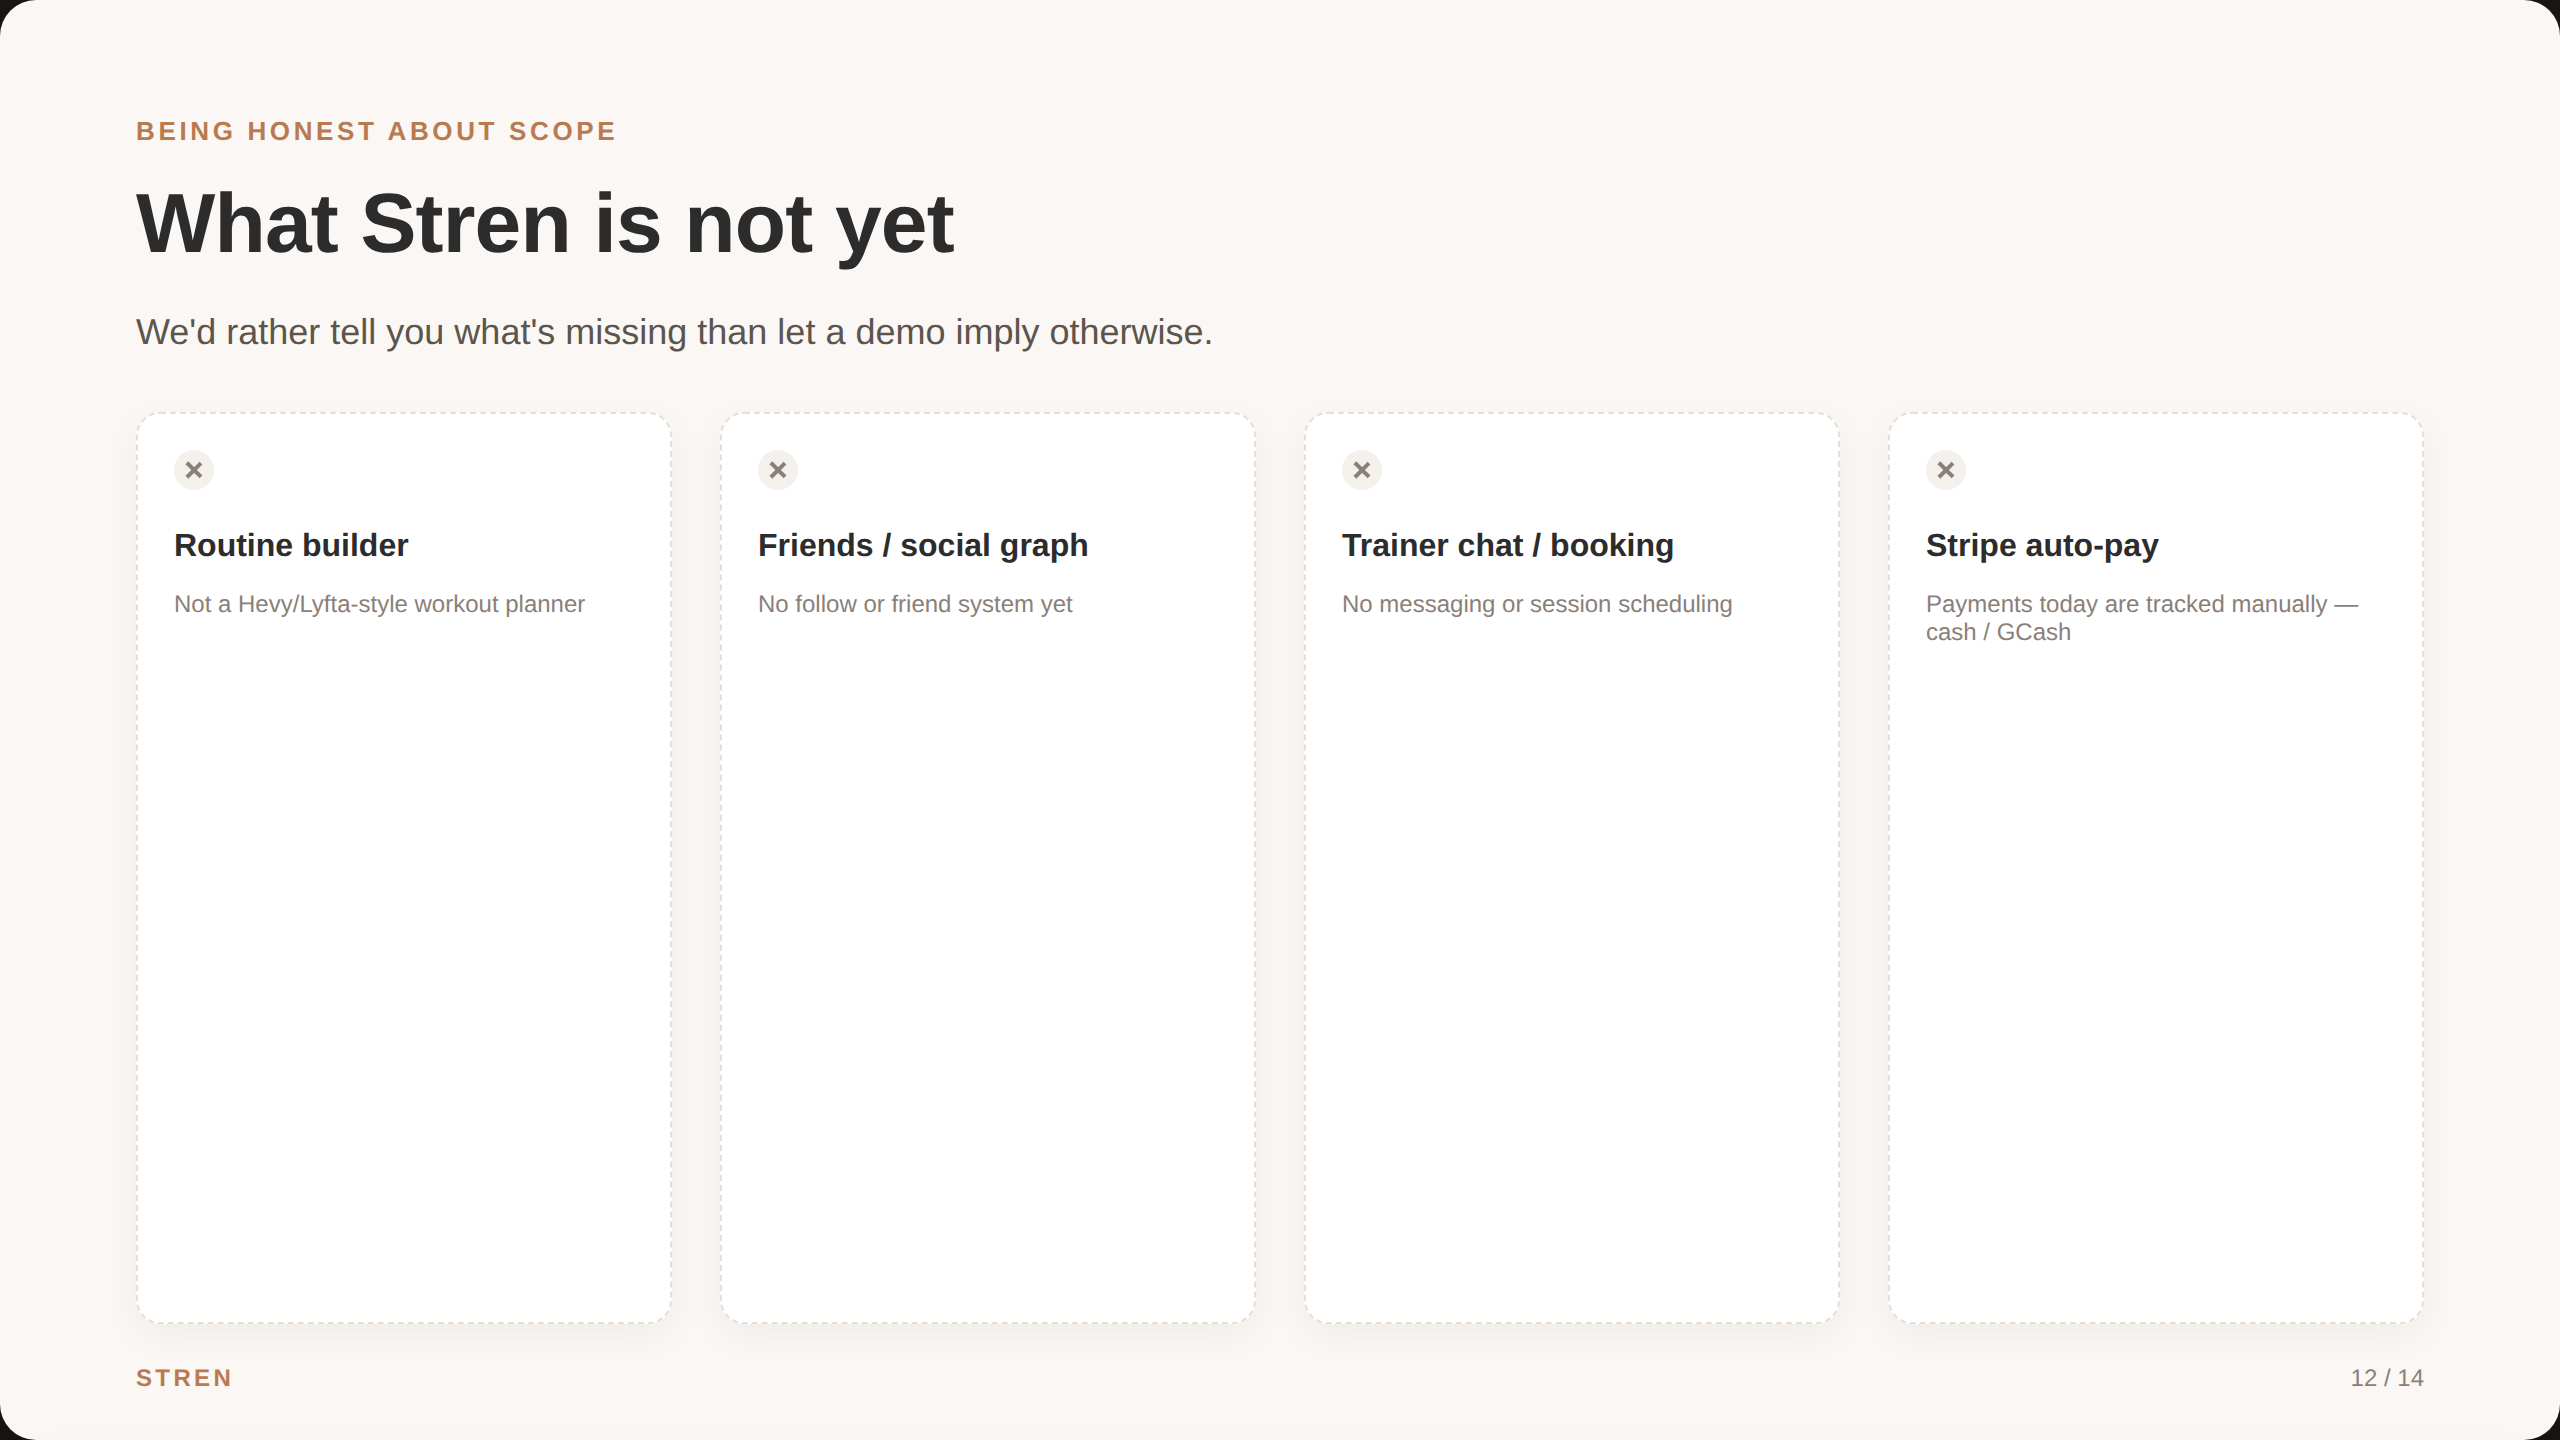 BEING HONEST ABOUT SCOPE
What Stren is not yet
We'd rather tell you what's missing than let a demo imply otherwise.
Routine builder
Not a Hevy/Lyfta-style workout planner
Friends / social graph
No follow or friend system yet
Trainer chat / booking
No messaging or session scheduling
Stripe auto-pay
Payments today are tracked manually —
cash / GCash
STREN
12 / 14